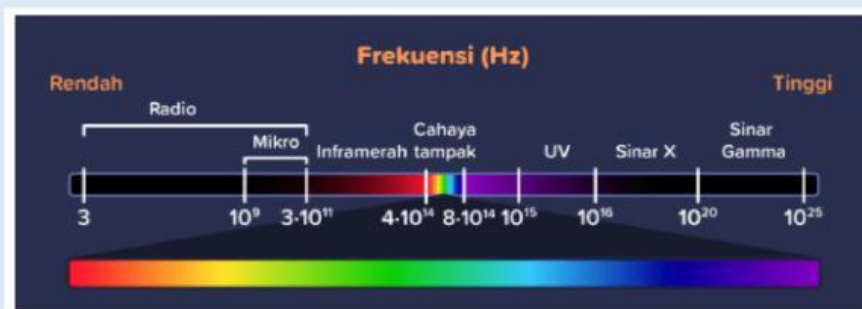 Frekuensi (Hz)
Rendah
Tinggi
Radio
Mikro
Inframerah
Cahaya
tampak
UV
Sinar X
Sinar
Gamma
3
10⁹
3·10¹¹
4·10¹⁴
8·10¹⁴
10¹⁵
10¹⁶
10²⁰
10²⁵